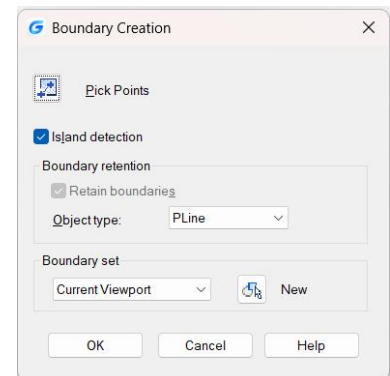 Boundary Creation
Pick Points
Island detection
Boundary retention
Retain boundaries
Object type: PLine
Boundary set
Current Viewport New
OK Cancel Help